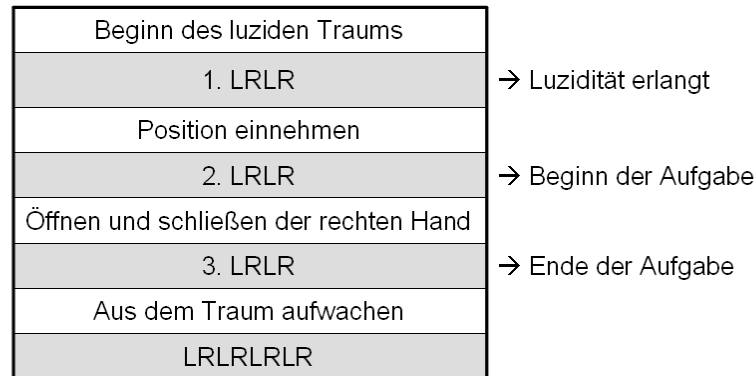 Beginn des luziden Traums
1. LRLR → Luzidität erlangt
Position einnehmen
2. LRLR → Beginn der Aufgabe
Öffnen und schließen der rechten Hand
3. LRLR → Ende der Aufgabe
Aus dem Traum aufwachen
LRLRLRLR